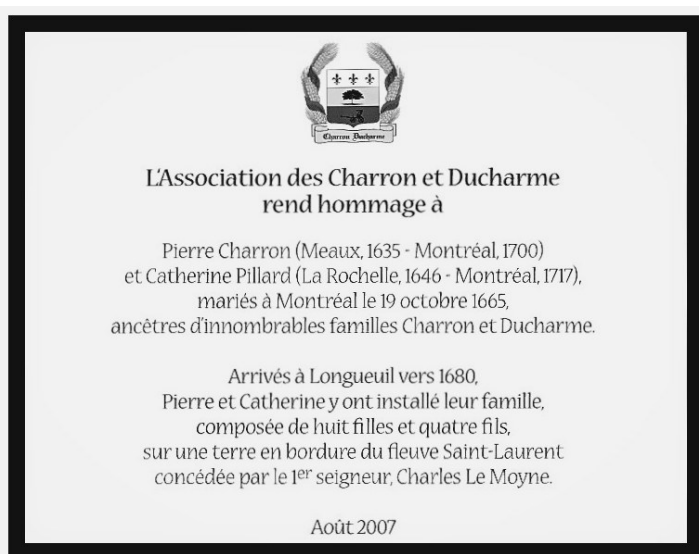 Charron Ducharme
L'Association des Charron et Ducharme
rend hommage à
Pierre Charron (Meaux, 1635 - Montréal, 1700)
et Catherine Pillard (La Rochelle, 1646 - Montréal, 1717),
mariés à Montréal le 19 octobre 1665,
ancêtres d'innombrables familles Charron et Ducharme.
Arrivés à Longueuil vers 1680,
Pierre et Catherine y ont installé leur famille,
composée de huit filles et quatre fils,
sur une terre en bordure du fleuve Saint-Laurent
concédée par le 1er seigneur, Charles Le Moyne.
Août 2007